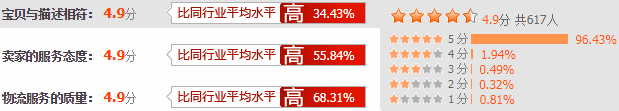 宝贝与描述相符： 4.9分 比同行业平均水平 高 34.43%
卖家的服务态度： 4.9分 比同行业平均水平 高 55.84%
物流服务的质量： 4.9分 比同行业平均水平 高 68.31%
4.9分 共617人
5 分 96.43%
4 分 1.94%
3 分 0.49%
2 分 0.32%
1 分 0.81%